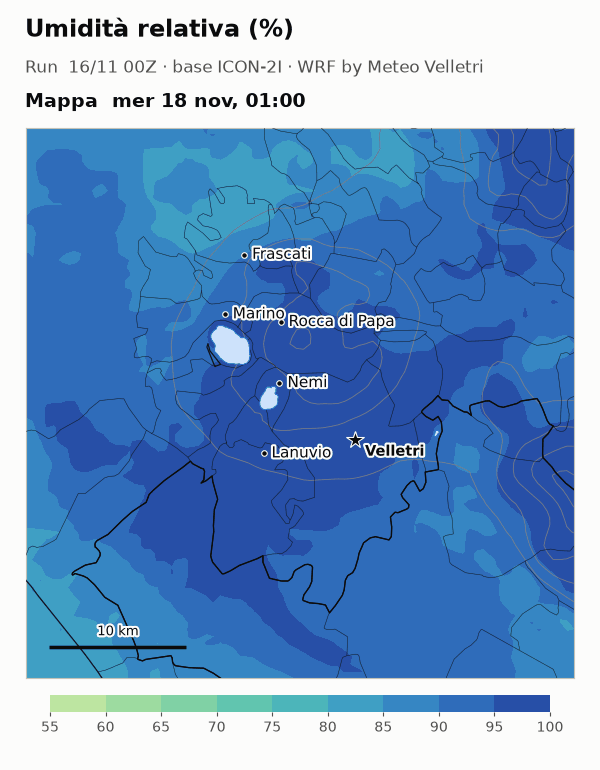 Umidità relativa (%)
Run  16/11 00Z · base ICON-2I · WRF by Meteo Velletri
Mappa  mer 18 nov, 01:00
Frascati
Marino
Rocca di Papa
Nemi
Velletri
Lanuvio
10 km
55 60 65 70 75 80 85 90 95 100